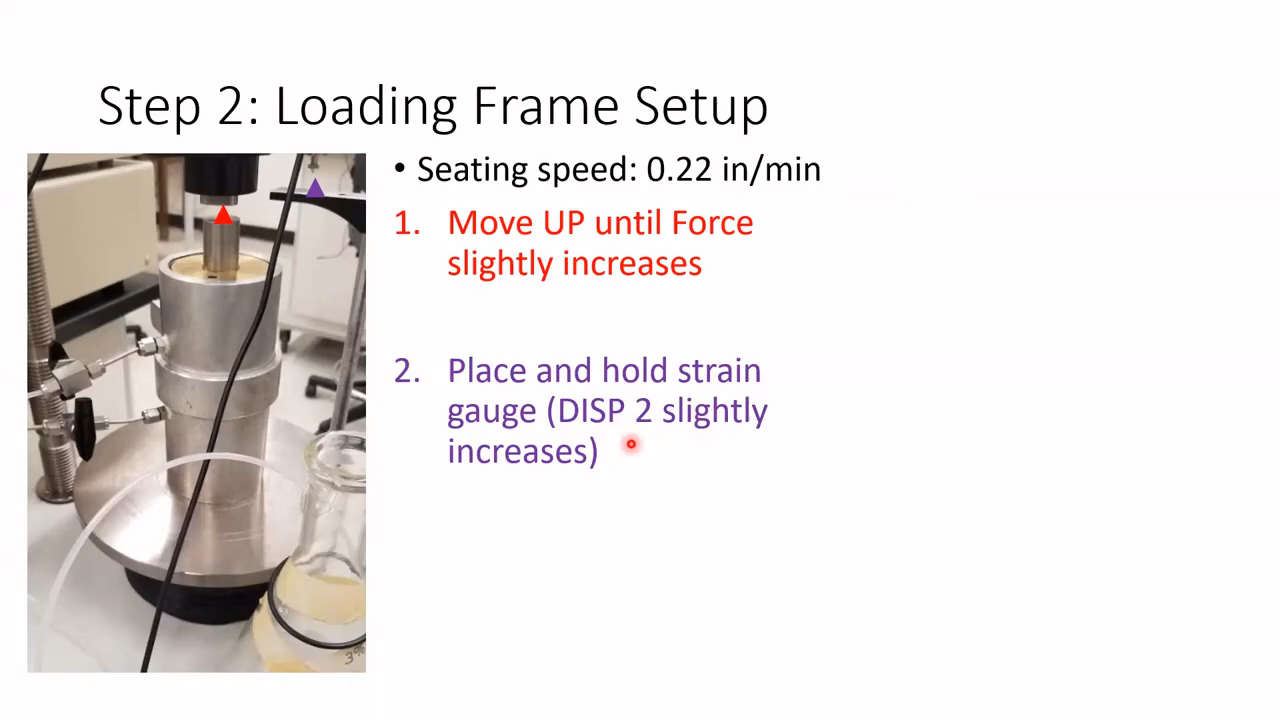 Step 2: Loading Frame Setup
• Seating speed: 0.22 in/min
1. Move UP until Force
slightly increases
2. Place and hold strain
gauge (DISP 2 slightly
increases)
3%